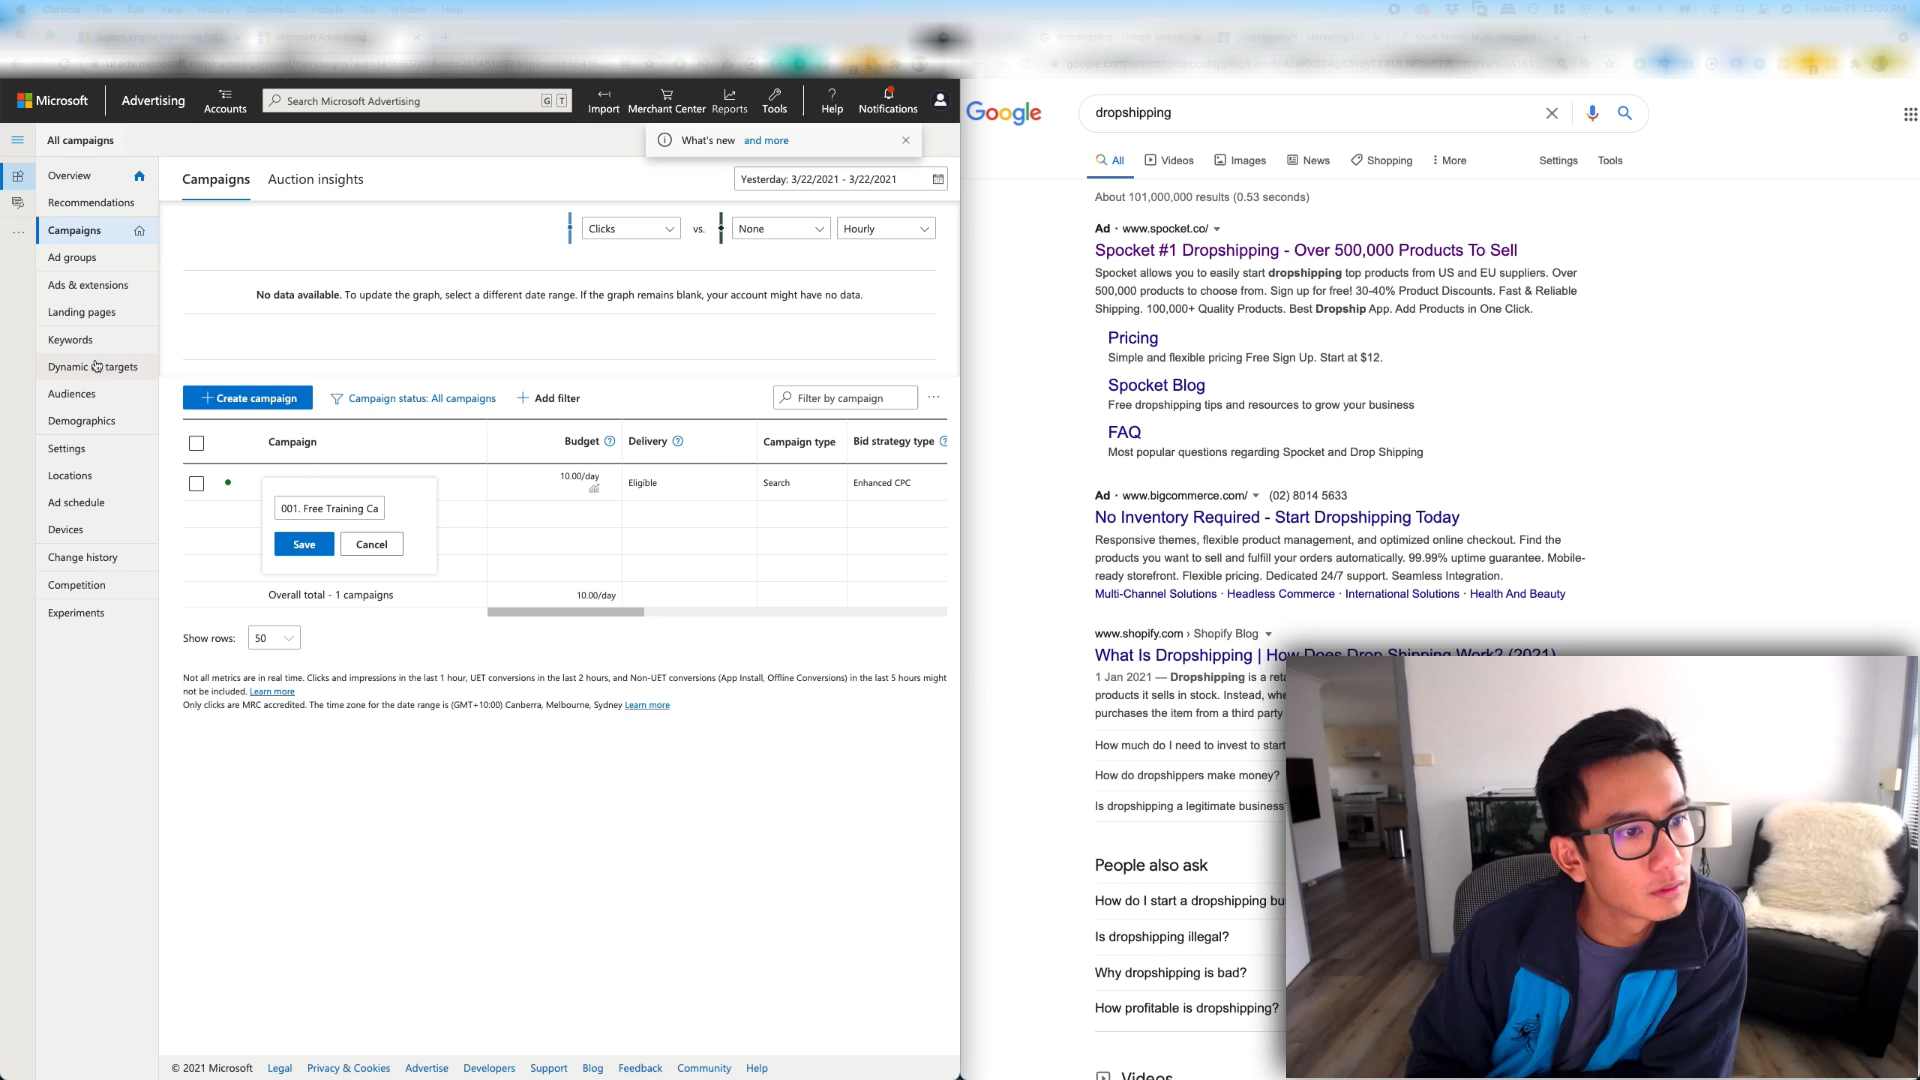 Chrome File Edit View History Bookmarks People Tab Window Help
Tue Mar 23 12:00 PM
Microsoft Advertising
Microsoft
Advertising
Accounts
Search Microsoft Advertising
G T
Import
Merchant Center
Reports
Tools
Help
Notifications
All campaigns
What's new and more
Overview
Recommendations
Campaigns
Ad groups
Ads & extensions
Landing pages
Keywords
Dynamic targets
Audiences
Demographics
Settings
Locations
Ad schedule
Devices
Change history
Competition
Experiments
Campaigns
Auction insights
Yesterday: 3/22/2021 - 3/22/2021
Clicks
vs.
None
Hourly
No data available. To update the graph, select a different date range. If the graph remains blank, your account might have no data.
Create campaign
Campaign status: All campaigns
Add filter
Filter by campaign
Campaign
Budget
Delivery
Campaign type
Bid strategy type
10.00/day
Eligible
Search
Enhanced CPC
001. Free Training Ca
Save
Cancel
Overall total - 1 campaigns
10.00/day
Show rows: 50
Not all metrics are in real time. Clicks and impressions in the last 1 hour, UET conversions in the last 2 hours, and Non-UET conversions (App Install, Offline Conversions) in the last 5 hours might
not be included. Learn more
Only clicks are MRC accredited. The time zone for the date range is (GMT+10:00) Canberra, Melbourne, Sydney Learn more
© 2021 Microsoft Legal Privacy & Cookies Advertise Developers Support Blog Feedback Community Help
Google
dropshipping
All
Videos
Images
News
Shopping
More
Settings
Tools
About 101,000,000 results (0.53 seconds)
Ad · www.spocket.co/
Spocket #1 Dropshipping - Over 500,000 Products To Sell
Spocket allows you to easily start dropshipping top products from US and EU suppliers. Over
500,000 products to choose from. Sign up for free! 30-40% Product Discounts. Fast & Reliable
Shipping. 100,000+ Quality Products. Best Dropship App. Add Products in One Click.
Pricing
Simple and flexible pricing Free Sign Up. Start at $12.
Spocket Blog
Free dropshipping tips and resources to grow your business
FAQ
Most popular questions regarding Spocket and Drop Shipping
Ad · www.bigcommerce.com/ (02) 8014 5633
No Inventory Required - Start Dropshipping Today
Responsive themes, flexible product management, and optimized online checkout. Find the
products you want to sell and fulfill your orders automatically. 99.99% uptime guarantee. Mobile-
ready storefront. Flexible pricing. Dedicated 24/7 support. Seamless Integration.
Multi-Channel Solutions · Headless Commerce · International Solutions · Health And Beauty
www.shopify.com › Shopify Blog
What Is Dropshipping | How Does Drop Shipping Work? (2021)
1 Jan 2021 — Dropshipping is a
products it sells in stock. Instead,
purchases the item from a third party
How much do I need to invest to start
How do dropshippers make money?
Is dropshipping a legitimate business
People also ask
How do I start a dropshipping
Is dropshipping illegal?
Why dropshipping is bad?
How profitable is dropshipping?
Videos